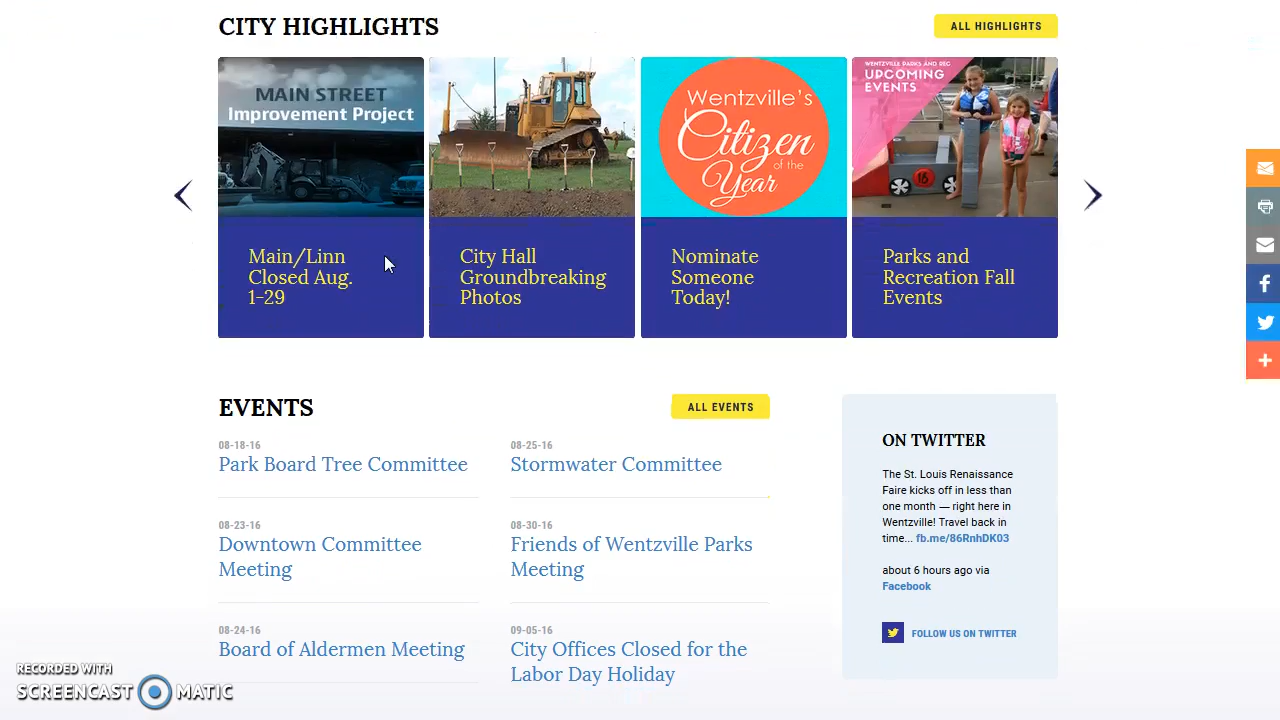 CITY HIGHLIGHTS
ALL HIGHLIGHTS
MAIN STREET
Improvement Project
Main/Linn
Closed Aug.
1-29
City Hall
Groundbreaking
Photos
Wentzville's
Citizen
of the
Year
Nominate
Someone
Today!
WENTZVILLE PARKS AND REC
UPCOMING
EVENTS
16
Parks and
Recreation Fall
Events
EVENTS
ALL EVENTS
08-18-16
Park Board Tree Committee
08-23-16
Downtown Committee
Meeting
08-24-16
Board of Aldermen Meeting
08-25-16
Stormwater Committee
08-30-16
Friends of Wentzville Parks
Meeting
09-05-16
City Offices Closed for the
Labor Day Holiday
ON TWITTER
The St. Louis Renaissance
Faire kicks off in less than
one month — right here in
Wentzville! Travel back in
time... fb.me/86RnhDK03
about 6 hours ago via
Facebook
FOLLOW US ON TWITTER
RECORDED WITH
SCREENCAST MATIC